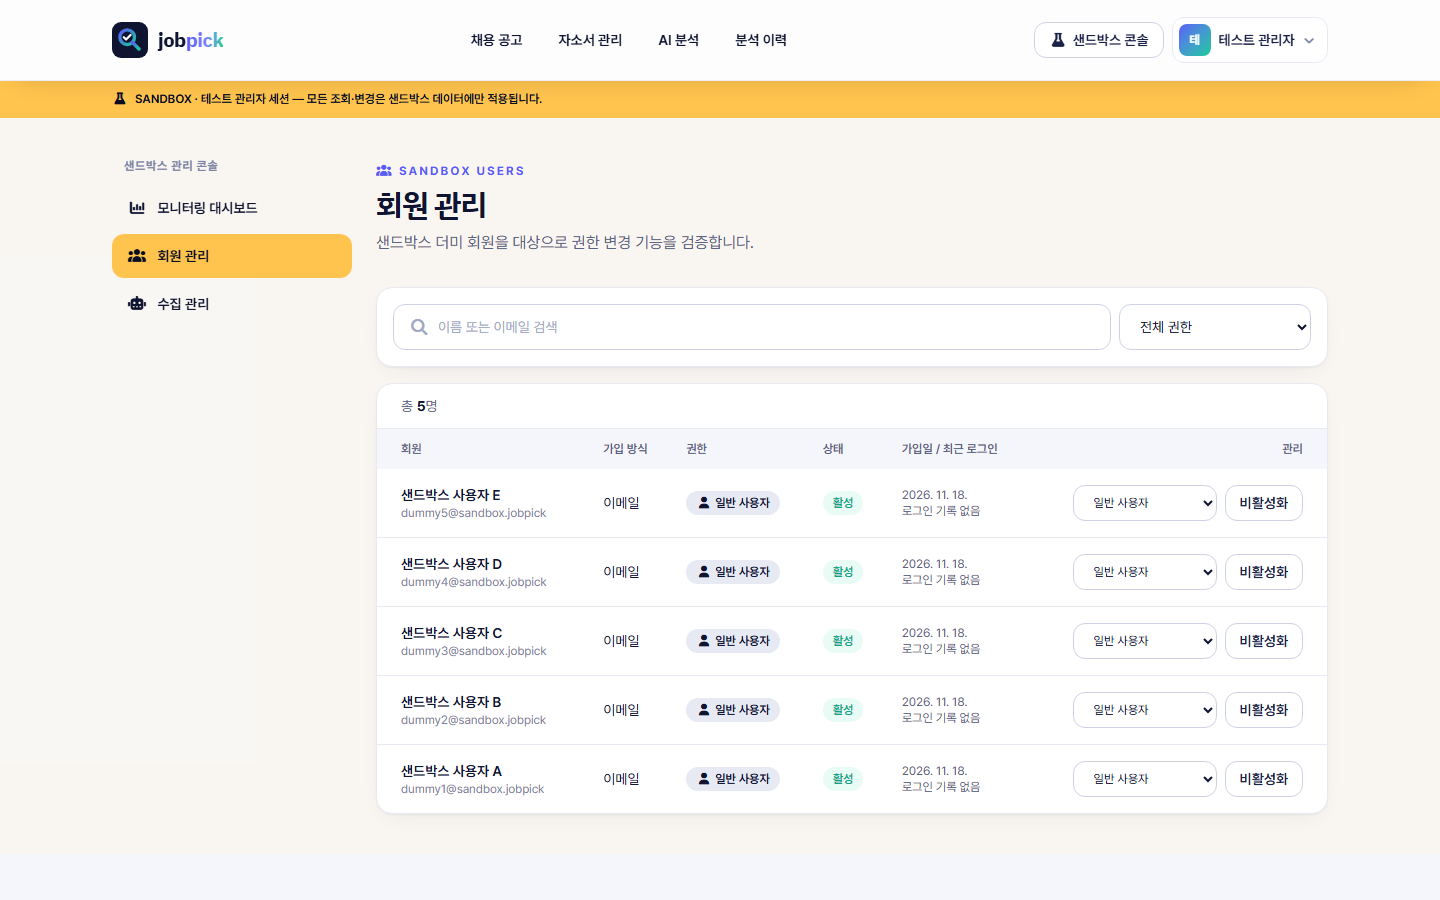 jobpick
채용 공고
자소서 관리
AI 분석
분석 이력
샌드박스 콘솔
테
테스트 관리자
SANDBOX · 테스트 관리자 세션 — 모든 조회·변경은 샌드박스 데이터에만 적용됩니다.
샌드박스 관리 콘솔
모니터링 대시보드
회원 관리
수집 관리
SANDBOX USERS
회원 관리
샌드박스 더미 회원을 대상으로 권한 변경 기능을 검증합니다.
이름 또는 이메일 검색
전체 권한
총 5명
회원 가입 방식 권한 상태 가입일 / 최근 로그인 관리
샌드박스 사용자 E
dummy5@sandbox.jobpick
이메일
일반 사용자
활성
2026. 11. 18.
로그인 기록 없음
일반 사용자
비활성화
샌드박스 사용자 D
dummy4@sandbox.jobpick
이메일
일반 사용자
활성
2026. 11. 18.
로그인 기록 없음
일반 사용자
비활성화
샌드박스 사용자 C
dummy3@sandbox.jobpick
이메일
일반 사용자
활성
2026. 11. 18.
로그인 기록 없음
일반 사용자
비활성화
샌드박스 사용자 B
dummy2@sandbox.jobpick
이메일
일반 사용자
활성
2026. 11. 18.
로그인 기록 없음
일반 사용자
비활성화
샌드박스 사용자 A
dummy1@sandbox.jobpick
이메일
일반 사용자
활성
2026. 11. 18.
로그인 기록 없음
일반 사용자
비활성화